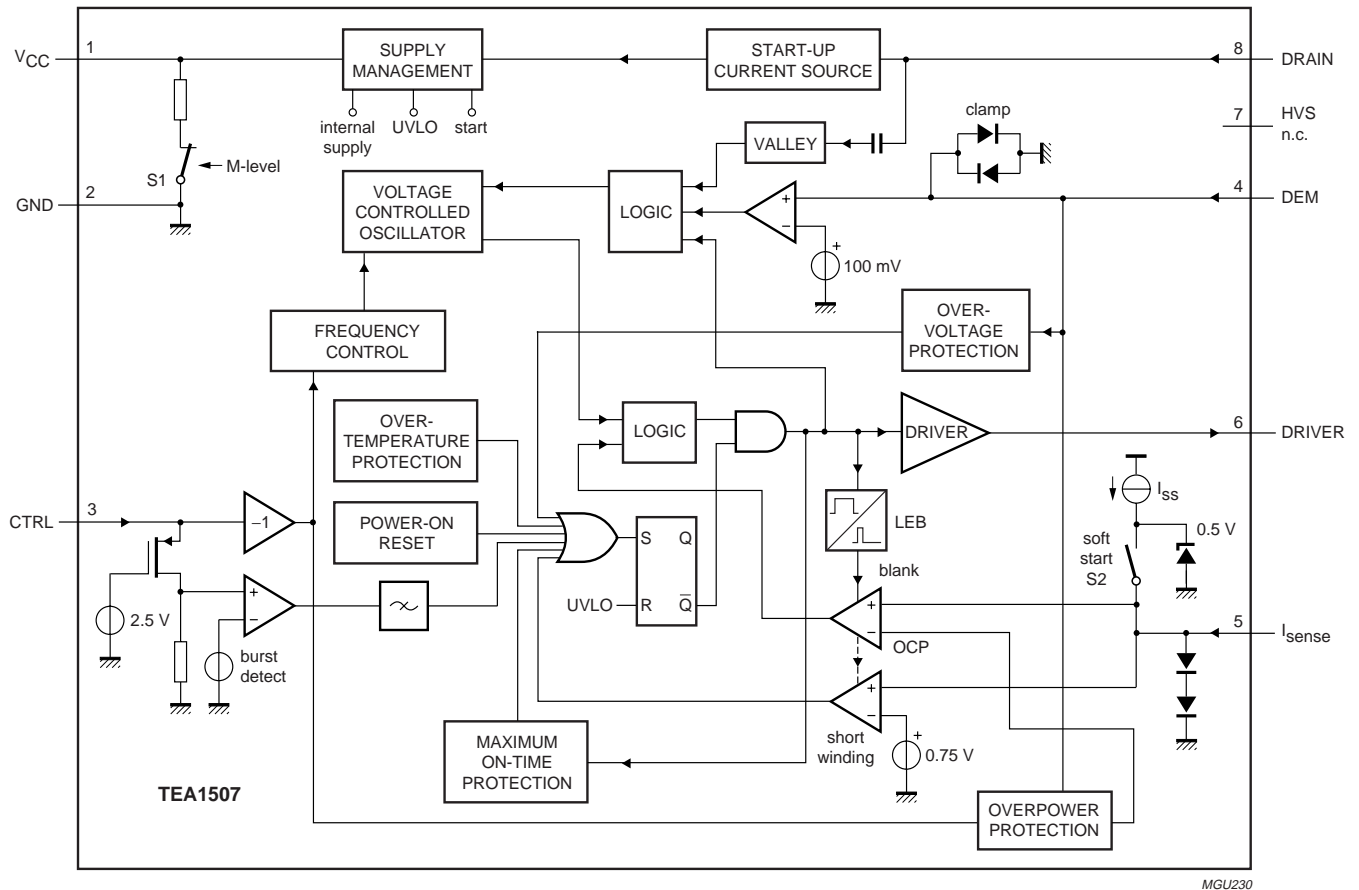 1
VCC
SUPPLY
MANAGEMENT
START-UP
CURRENT SOURCE
8
DRAIN
internal
supply
UVLO
start
clamp
7
HVS
n.c.
VALLEY
S1
M-level
2
GND
VOLTAGE
CONTROLLED
OSCILLATOR
LOGIC
+
−
+
100 mV
4
DEM
FREQUENCY
CONTROL
OVER-
VOLTAGE
PROTECTION
OVER-
TEMPERATURE
PROTECTION
LOGIC
DRIVER
6
DRIVER
3
CTRL
−1
POWER-ON
RESET
S
Q
R
Q̅
UVLO
LEB
blank
Iss
0.5 V
soft
start
S2
2.5 V
+
−
burst
detect
+
−
OCP
5
Isense
+
−
short
winding
+
0.75 V
MAXIMUM
ON-TIME
PROTECTION
TEA1507
OVERPOWER
PROTECTION
MGU230